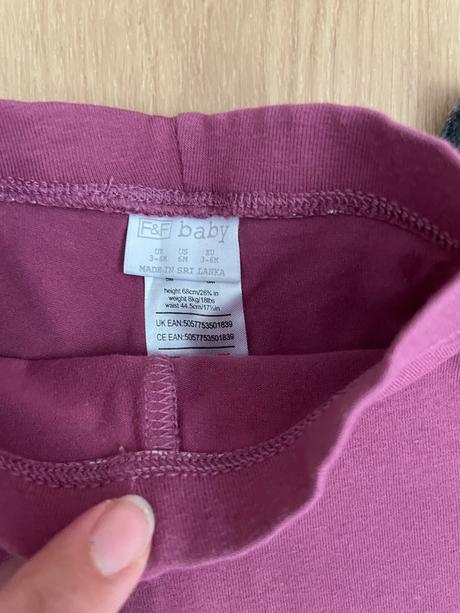 F&F baby
UK US EU
3-6M 6M 3-6M
MADE IN SRI LANKA
height 68cm/26¾ in
weight 8kg/18lbs
waist 44.5cm/17½in
UK EAN:5057753501839
CE EAN:5057753501839